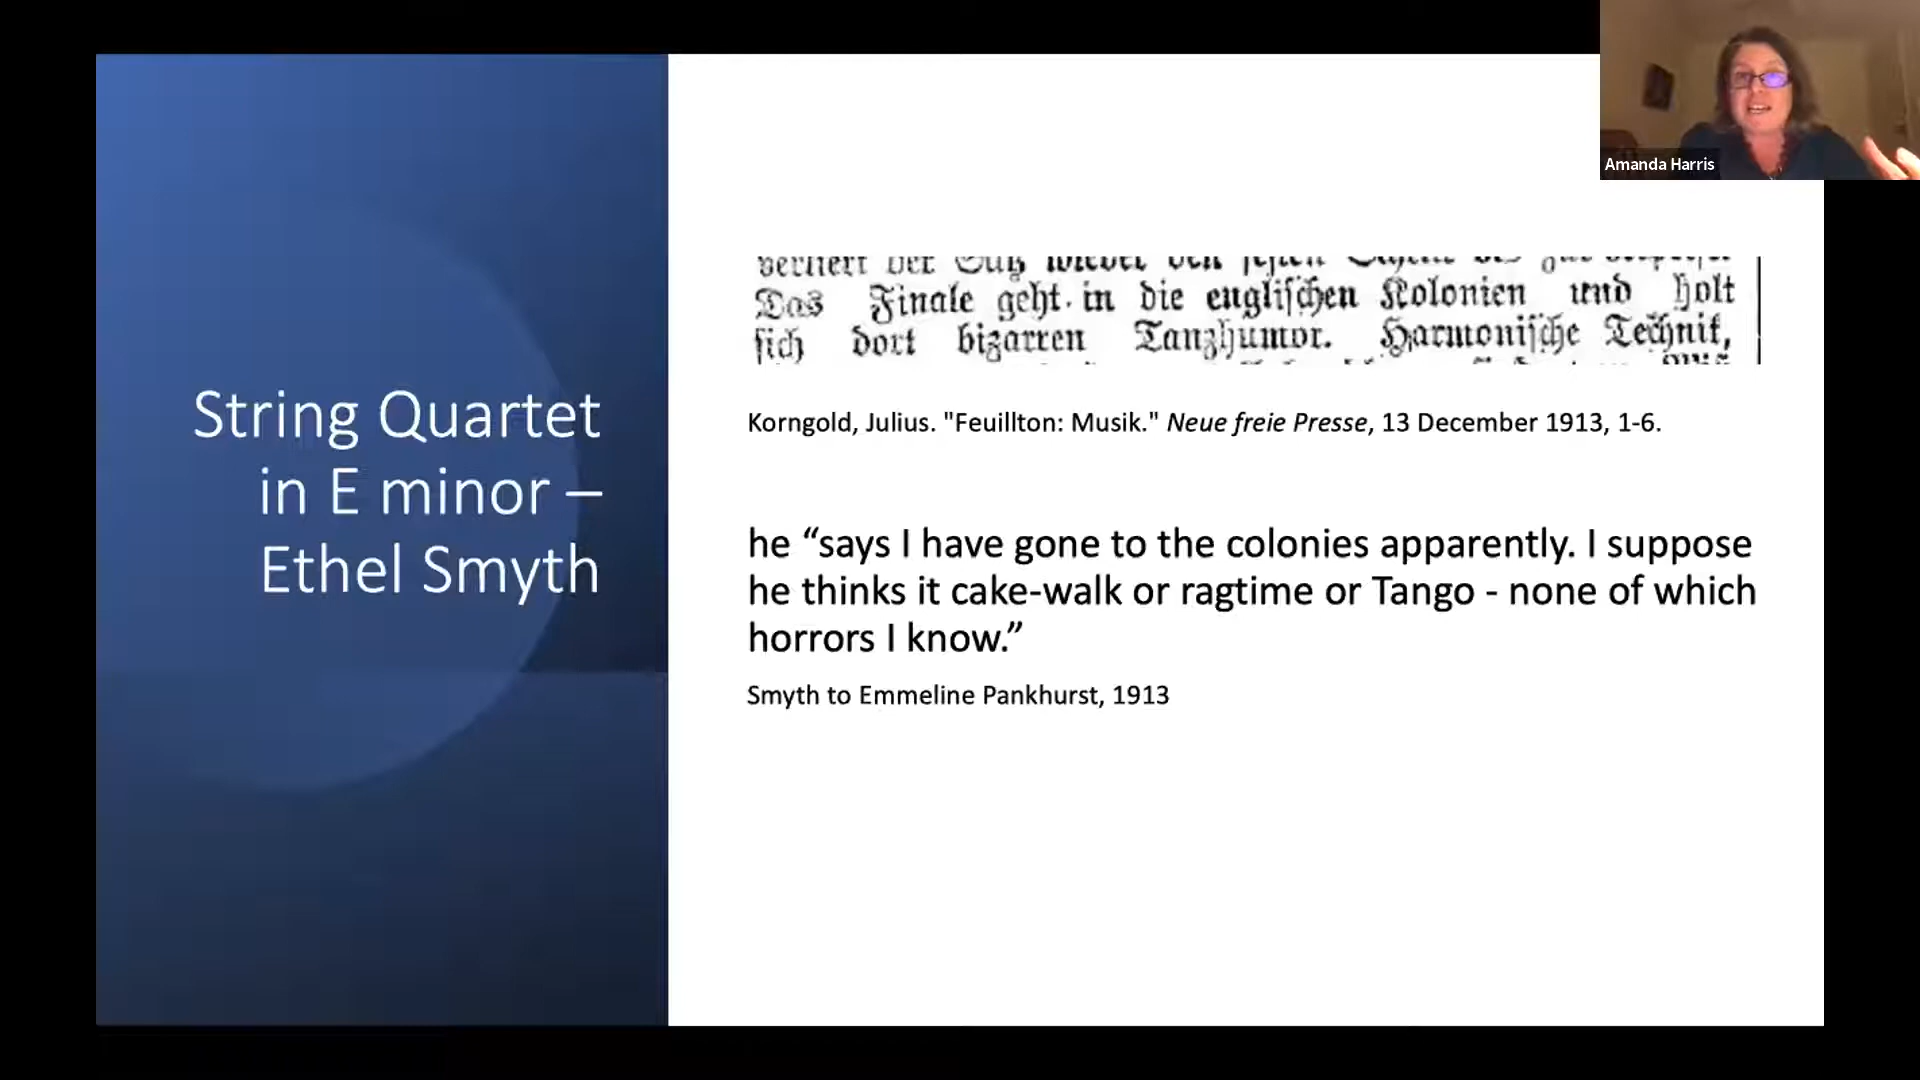 Amanda Harris
String Quartet
in E minor –
Ethel Smyth
Das Finale geht in die englischen Kolonien und holt
sich dort bizarren Tanzhumor. Harmonische Technik,
Korngold, Julius. "Feuillton: Musik." Neue freie Presse, 13 December 1913, 1-6.
he “says I have gone to the colonies apparently. I suppose
he thinks it cake-walk or ragtime or Tango - none of which
horrors I know.”
Smyth to Emmeline Pankhurst, 1913